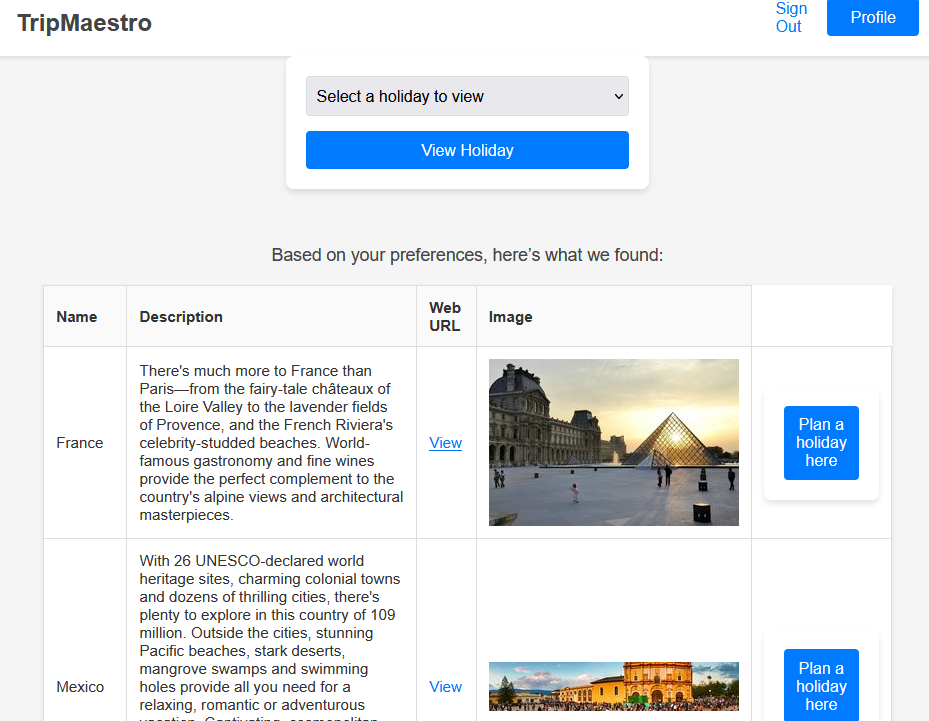 TripMaestro
Sign
Out
Profile
Select a holiday to view
View Holiday
Based on your preferences, here’s what we found:
Name
Description
Web
URL
Image
France
There's much more to France than
Paris—from the fairy-tale châteaux of
the Loire Valley to the lavender fields
of Provence, and the French Riviera's
celebrity-studded beaches. World-
famous gastronomy and fine wines
provide the perfect complement to the
country's alpine views and architectural
masterpieces.
View
Plan a
holiday
here
Mexico
With 26 UNESCO-declared world
heritage sites, charming colonial towns
and dozens of thrilling cities, there's
plenty to explore in this country of 109
million. Outside the cities, stunning
Pacific beaches, stark deserts,
mangrove swamps and swimming
holes provide all you need for a
relaxing, romantic or adventurous
vacation. Captivating, cosmopolitan
View
Plan a
holiday
here